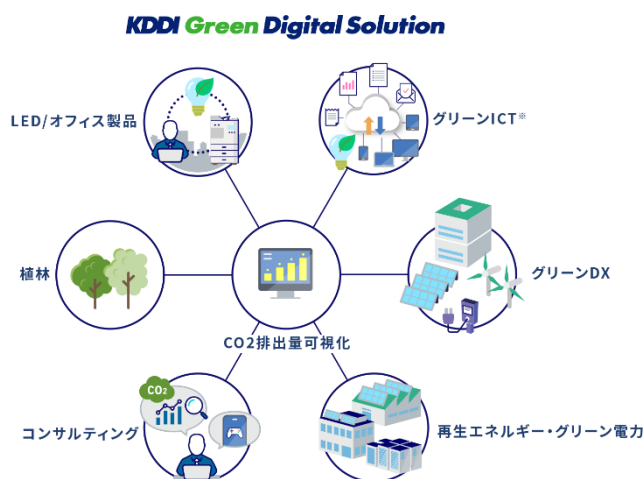 KDDI Green Digital Solution
LED/オフィス製品
グリーンICT※
植林
グリーンDX
CO2排出量可視化
CO2
コンサルティング
再生エネルギー・グリーン電力